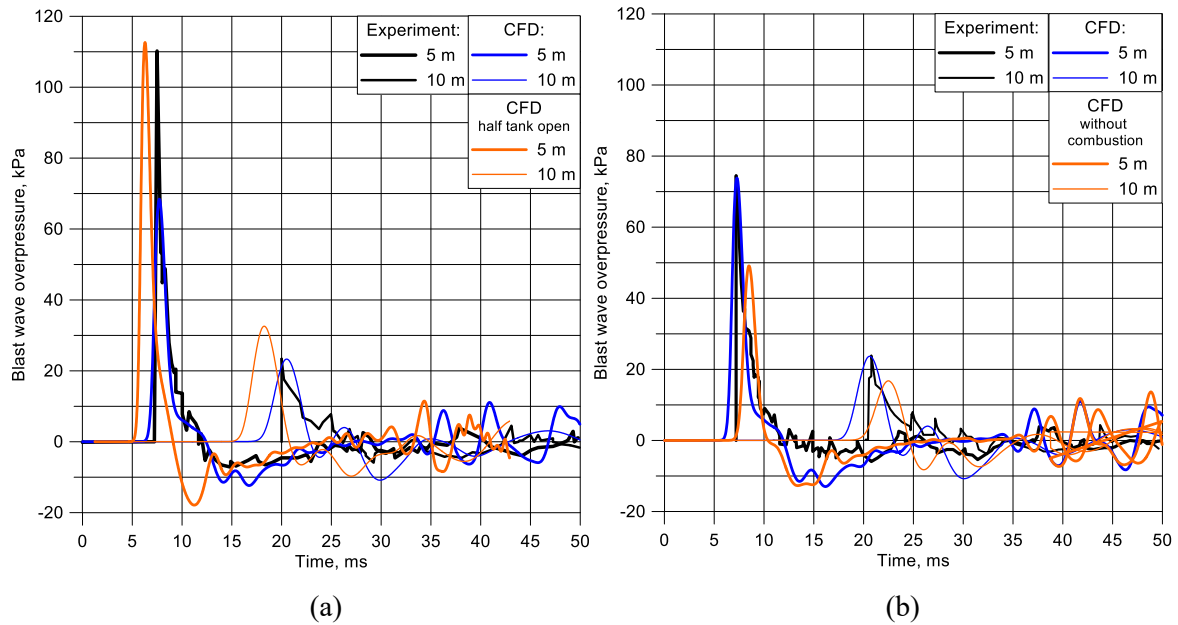 120
100
80
60
40
20
0
-20
Blast wave overpressure, kPa
0 5 10 15 20 25 30 35 40 45 50
Time, ms
Experiment: CFD:
5 m 5 m
10 m 10 m
CFD
half tank open
5 m
10 m
(a)
120
100
80
60
40
20
0
-20
Blast wave overpressure, kPa
0 5 10 15 20 25 30 35 40 45 50
Time, ms
Experiment: CFD:
5 m 5 m
10 m 10 m
CFD
without
combustion
5 m
10 m
(b)